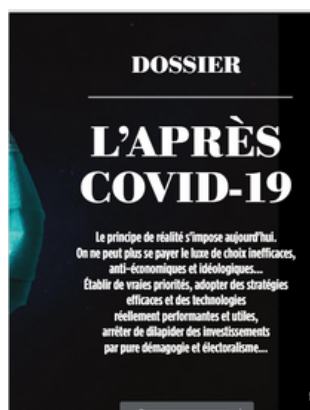 DOSSIER
L'APRÈS
COVID-19
Le principe de réalité s'impose aujourd'hui.
On ne peut plus se payer le luxe de choix inefficaces,
anti-économiques et idéologiques...
Établir de vraies priorités, adopter des stratégies
efficaces et des technologies
réellement performantes et utiles,
arrêter de dilapider des investissements
par pure démagogie et électoralisme....